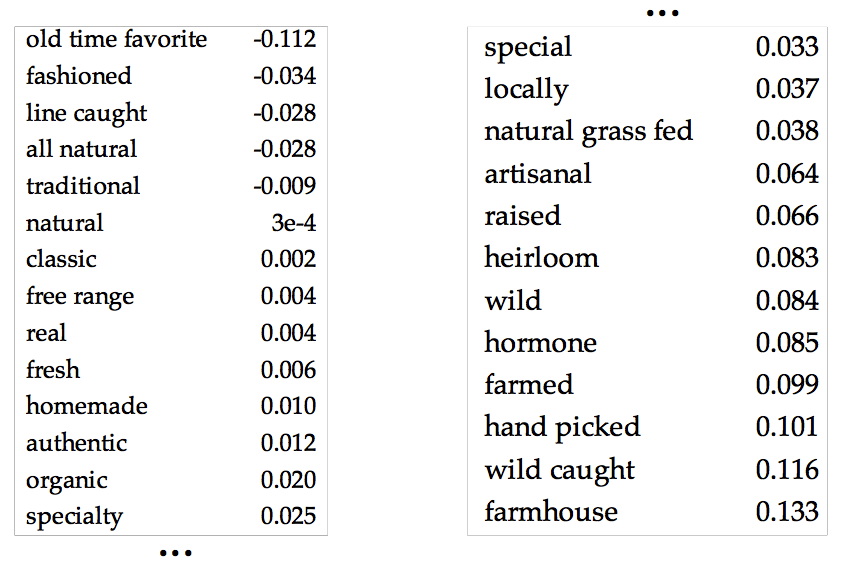 old time favorite -0.112
fashioned -0.034
line caught -0.028
all natural -0.028
traditional -0.009
natural 3e-4
classic 0.002
free range 0.004
real 0.004
fresh 0.006
homemade 0.010
authentic 0.012
organic 0.020
specialty 0.025
...
...
special 0.033
locally 0.037
natural grass fed 0.038
artisanal 0.064
raised 0.066
heirloom 0.083
wild 0.084
hormone 0.085
farmed 0.099
hand picked 0.101
wild caught 0.116
farmhouse 0.133